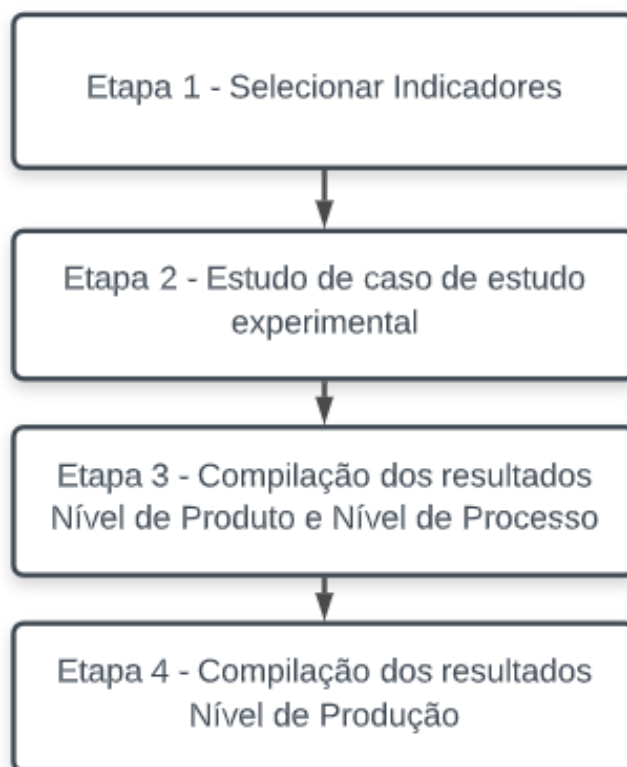 Etapa 1 - Selecionar Indicadores
Etapa 2 - Estudo de caso de estudo
experimental
Etapa 3 - Compilação dos resultados
Nível de Produto e Nível de Processo
Etapa 4 - Compilação dos resultados
Nível de Produção